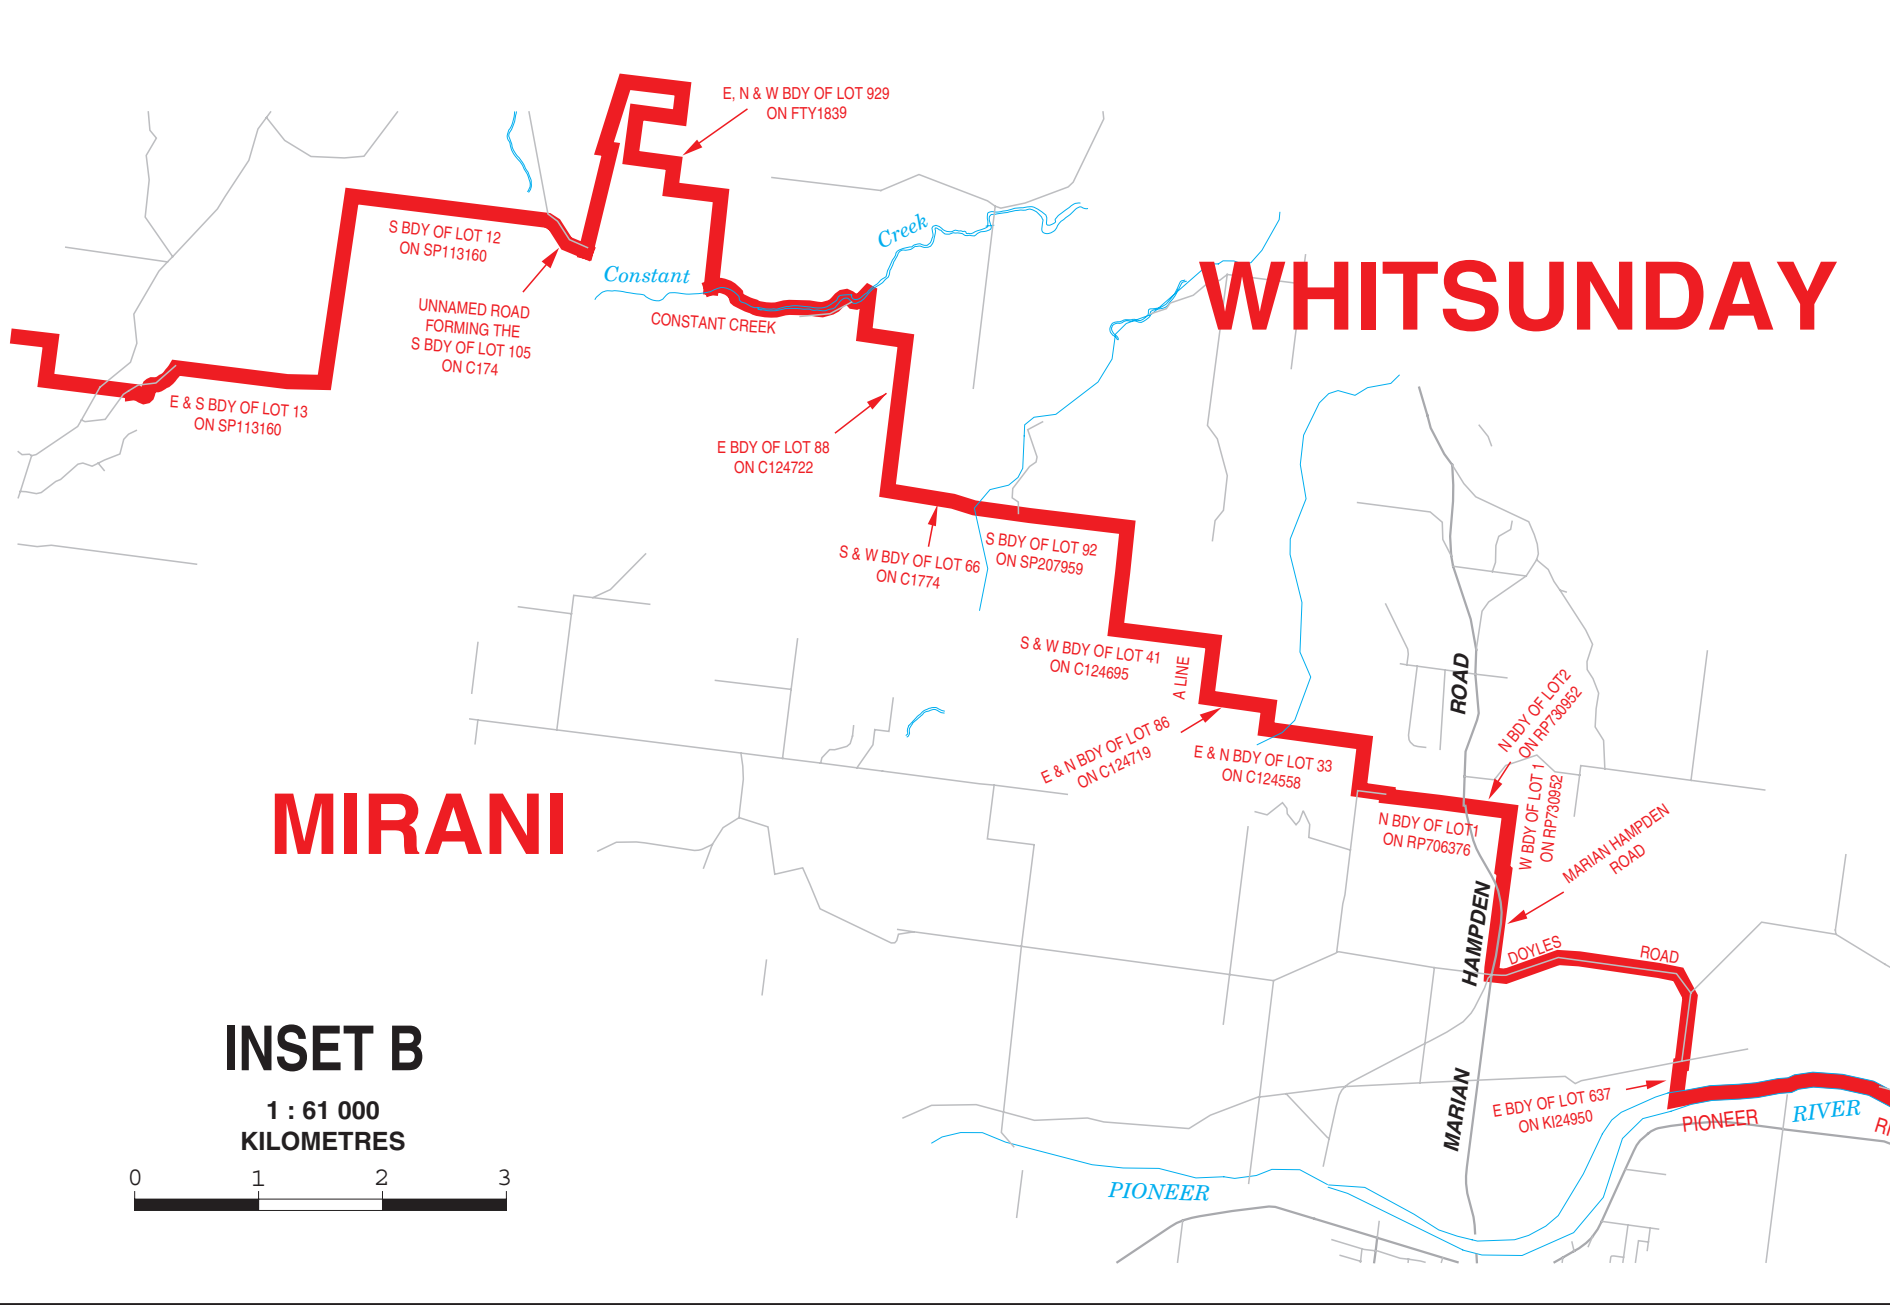 E, N & W BDY OF LOT 929
ON FTY1839
S BDY OF LOT 12
ON SP113160
Creek
Constant
WHITSUNDAY
UNNAMED ROAD
FORMING THE
S BDY OF LOT 105
ON C174
CONSTANT CREEK
E & S BDY OF LOT 13
ON SP113160
E BDY OF LOT 88
ON C124722
S & W BDY OF LOT 66
ON C1774
S BDY OF LOT 92
ON SP207959
S & W BDY OF LOT 41
ON C124695
A LINE
ROAD
N BDY OF LOT2
ON RP730952
E & N BDY OF LOT 86
ON C124719
E & N BDY OF LOT 33
ON C124558
W BDY OF LOT 1
ON RP730952
MIRANI
N BDY OF LOT1
ON RP706376
MARIAN HAMPDEN
ROAD
HAMPDEN
DOYLES
ROAD
INSET B
1 : 61 000
KILOMETRES
0 1 2 3
MARIAN
E BDY OF LOT 637
ON KI24950
PIONEER
RIVER
RI
PIONEER